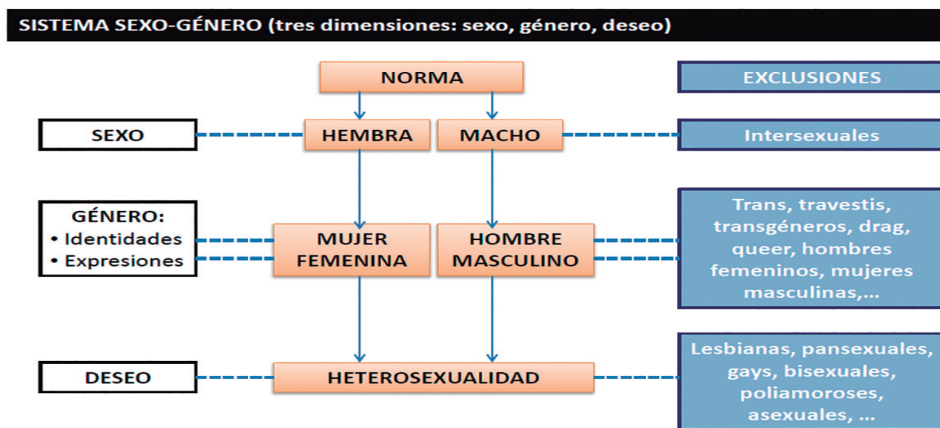 SISTEMA SEXO-GÉNERO (tres dimensiones: sexo, género, deseo)
NORMA
EXCLUSIONES
SEXO
HEMBRA
MACHO
Intersexuales
GÉNERO:
• Identidades
• Expresiones
MUJER
FEMENINA
HOMBRE
MASCULINO
Trans, travestis,
transgéneros, drag,
queer, hombres
femeninos, mujeres
masculinas,...
DESEO
HETEROSEXUALIDAD
Lesbianas, pansexuales,
gays, bisexuales,
poliamoroses,
asexuales, ...